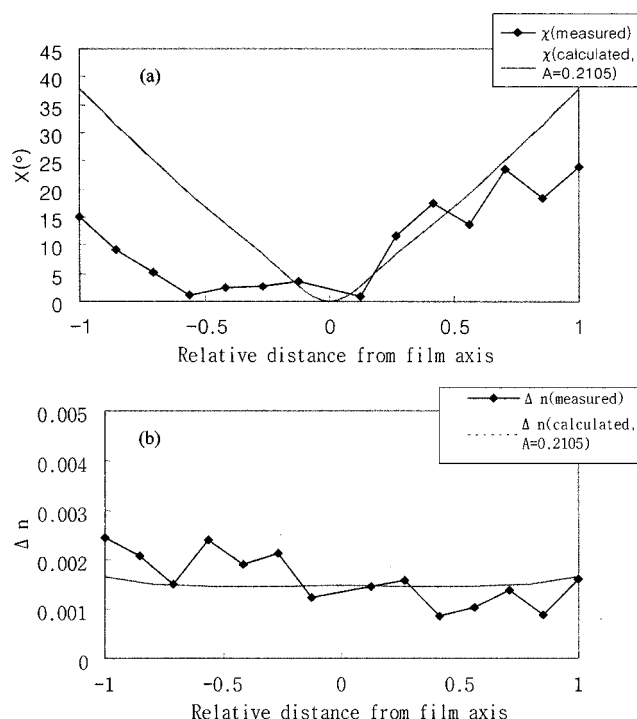 (a)
χ(measured)
χ(calculated,
A=0.2105)
45
40
35
30
25
20
15
10
5
0
X(°)
-1
-0.5
0
0.5
1
Relative distance from film axis
(b)
Δ n(measured)
Δ n(calculated,
A=0.2105)
0.005
0.004
0.003
0.002
0.001
0
Δ n
-1
-0.5
0
0.5
1
Relative distance from film axis